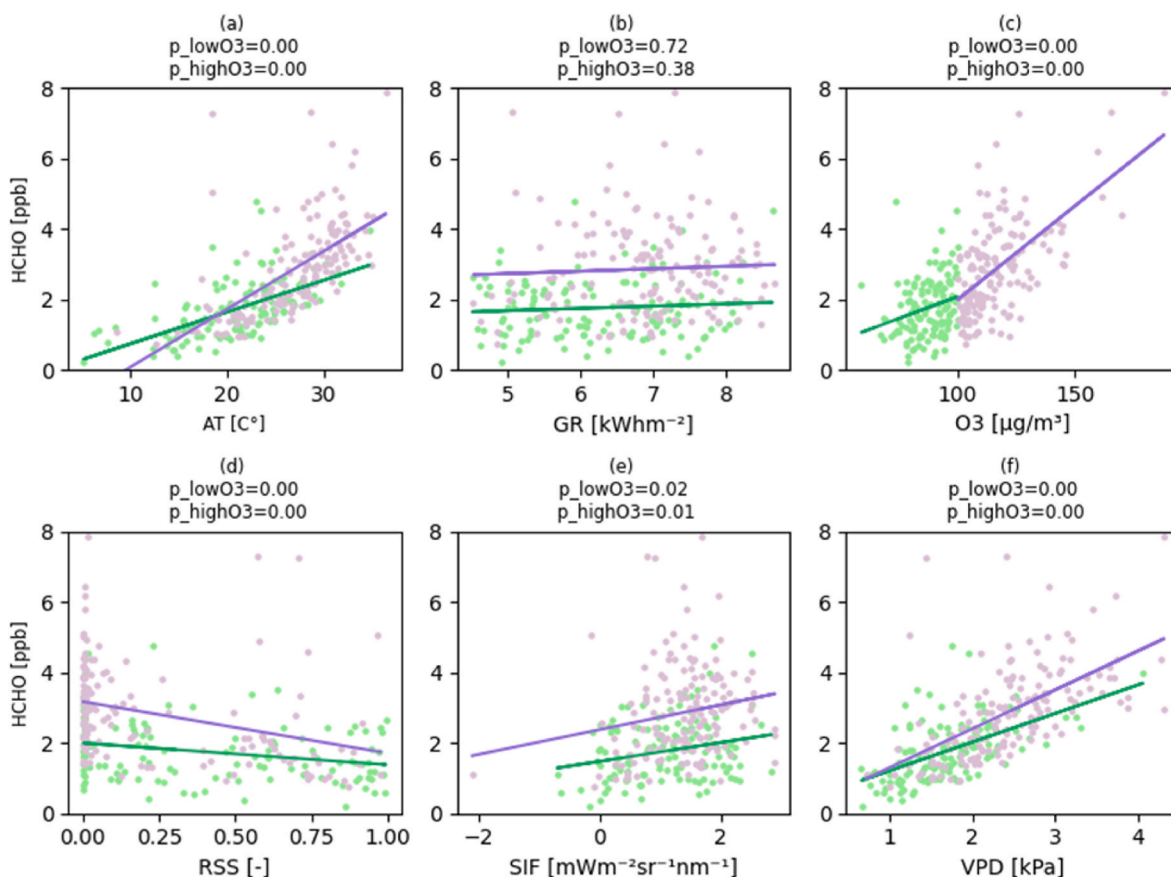 (a)
p_lowO3=0.00
p_highO3=0.00
(b)
p_lowO3=0.72
p_highO3=0.38
(c)
p_lowO3=0.00
p_highO3=0.00
HCHO [ppb]
8
6
4
2
0
10
20
30
AT [C°]
8
6
4
2
0
5
6
7
8
GR [kWhm⁻²]
8
6
4
2
0
100
150
O3 [µg/m³]
(d)
p_lowO3=0.00
p_highO3=0.00
(e)
p_lowO3=0.02
p_highO3=0.01
(f)
p_lowO3=0.00
p_highO3=0.00
HCHO [ppb]
8
6
4
2
0
0.00
0.25
0.50
0.75
1.00
RSS [-]
8
6
4
2
0
−2
0
2
SIF [mWm⁻²sr⁻¹nm⁻¹]
8
6
4
2
0
1
2
3
4
VPD [kPa]